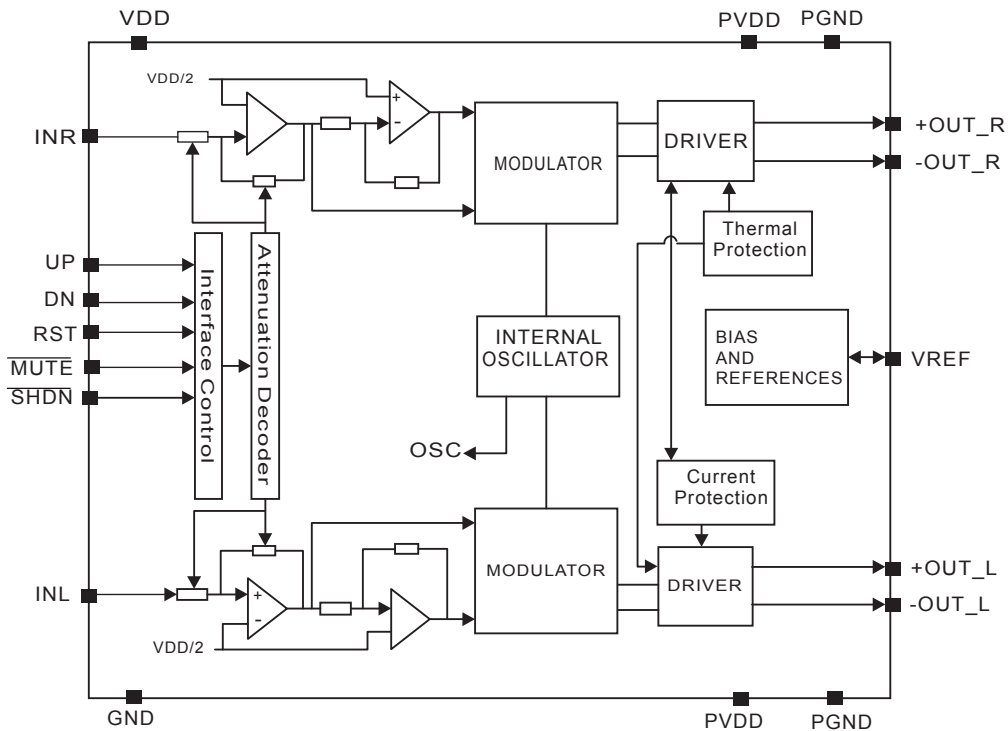 VDD
PVDD
PGND
VDD/2
+
-
INR
MODULATOR
DRIVER
+OUT_R
-OUT_R
Thermal
Protection
UP
DN
RST
MUTE
SHDN
Interface Control
Attenuation Decoder
INTERNAL
OSCILLATOR
BIAS
AND
REFERENCES
VREF
OSC
Current
Protection
INL
+
-
MODULATOR
DRIVER
+OUT_L
-OUT_L
VDD/2
GND
PVDD
PGND